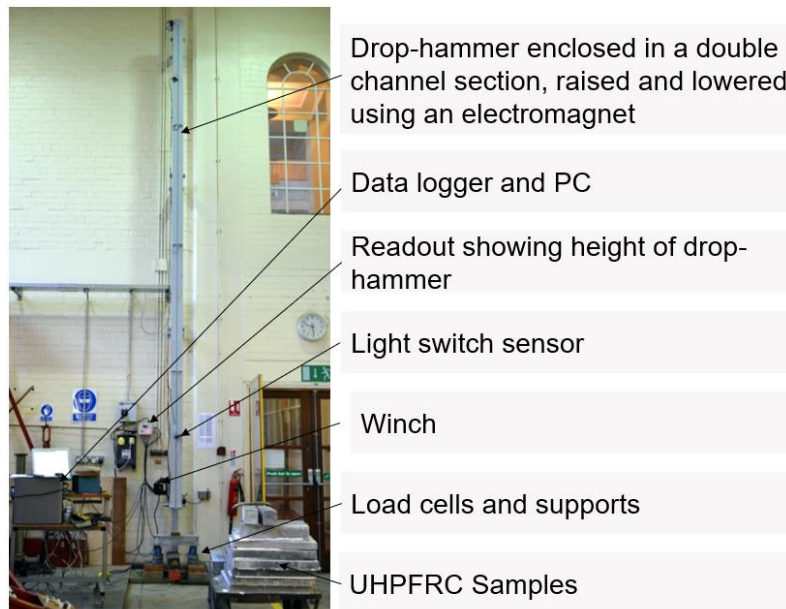 Drop-hammer enclosed in a double
channel section, raised and lowered
using an electromagnet
Data logger and PC
Readout showing height of drop-
hammer
Light switch sensor
Winch
Load cells and supports
UHPFRC Samples